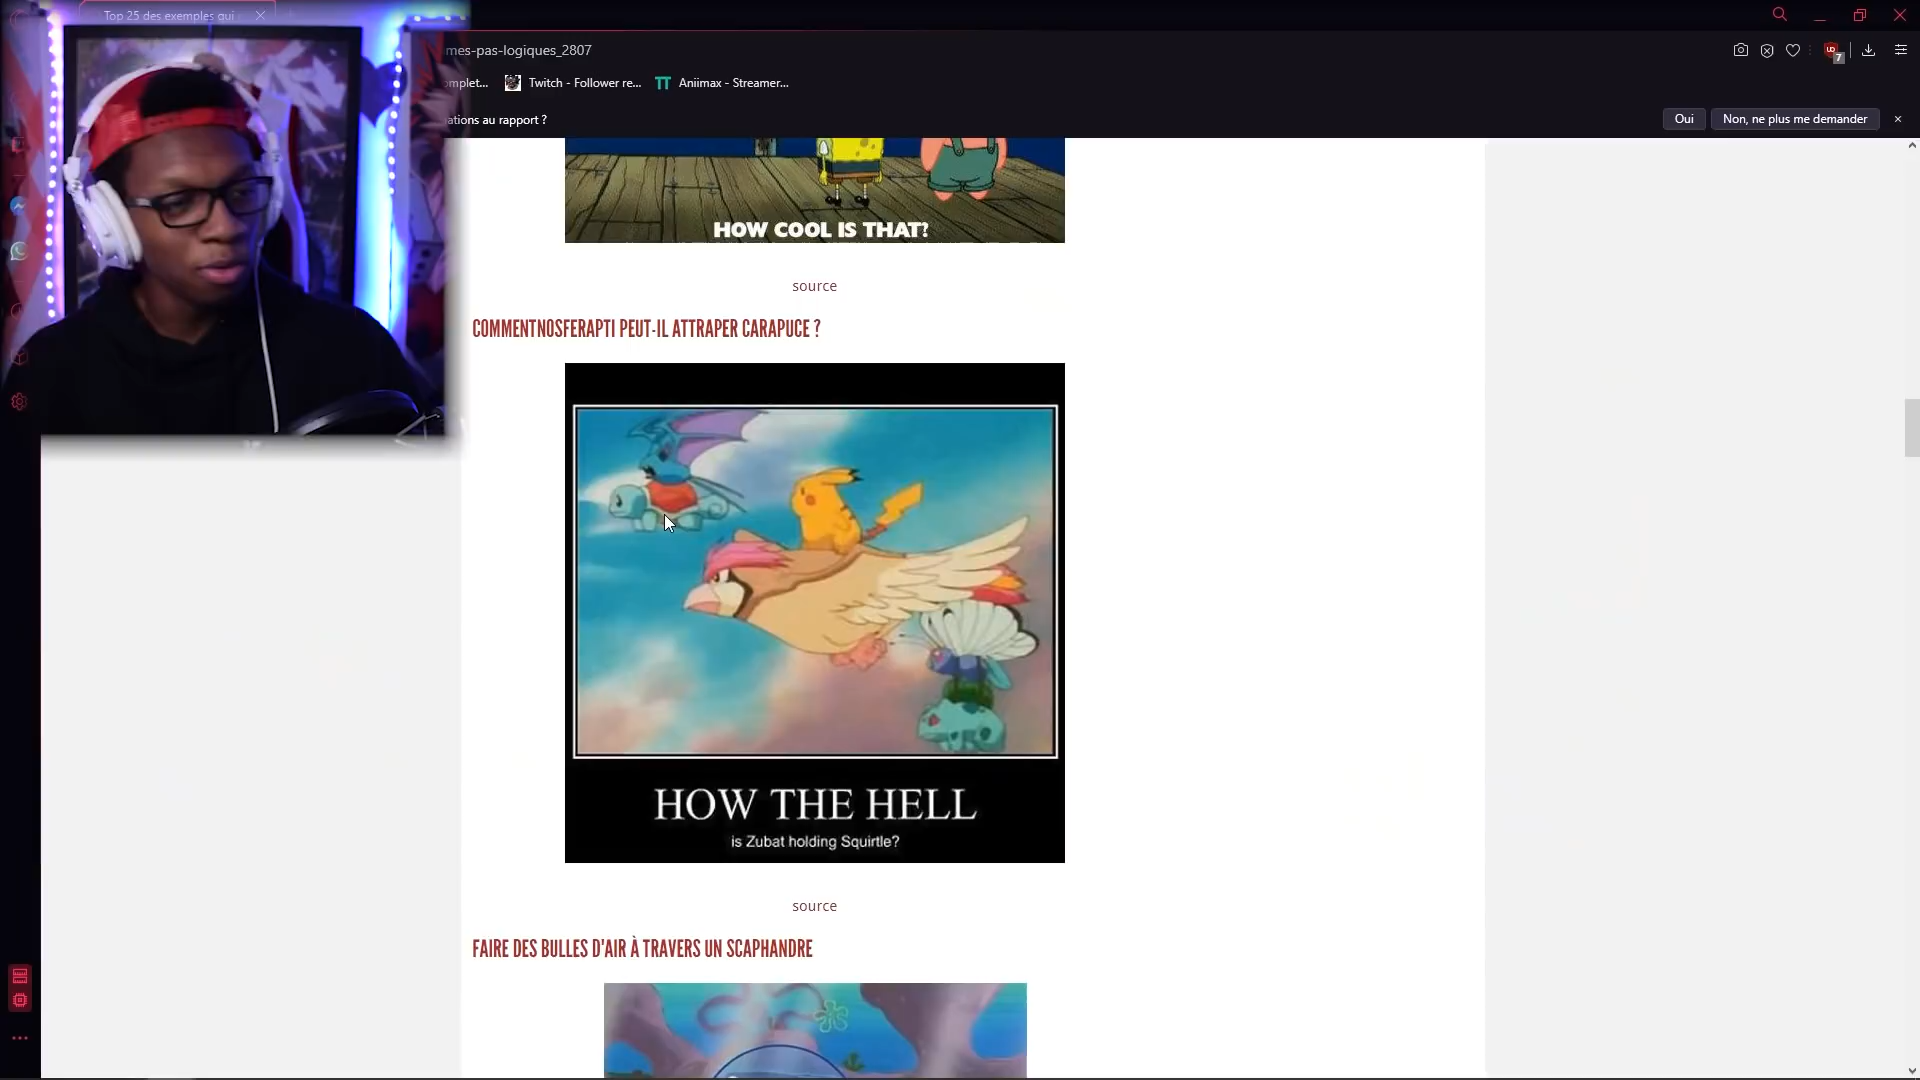 Top 25 des exemples qui
mes-pas-logiques_2807
omplet...
Twitch - Follower re...
Aniimax - Streamer...
ations au rapport ?
Oui
Non, ne plus me demander
7
HOW COOL IS THAT?
source
COMMENTNOSFERAPTI PEUT-IL ATTRAPER CARAPUCE ?
HOW THE HELL
is Zubat holding Squirtle?
source
FAIRE DES BULLES D'AIR À TRAVERS UN SCAPHANDRE